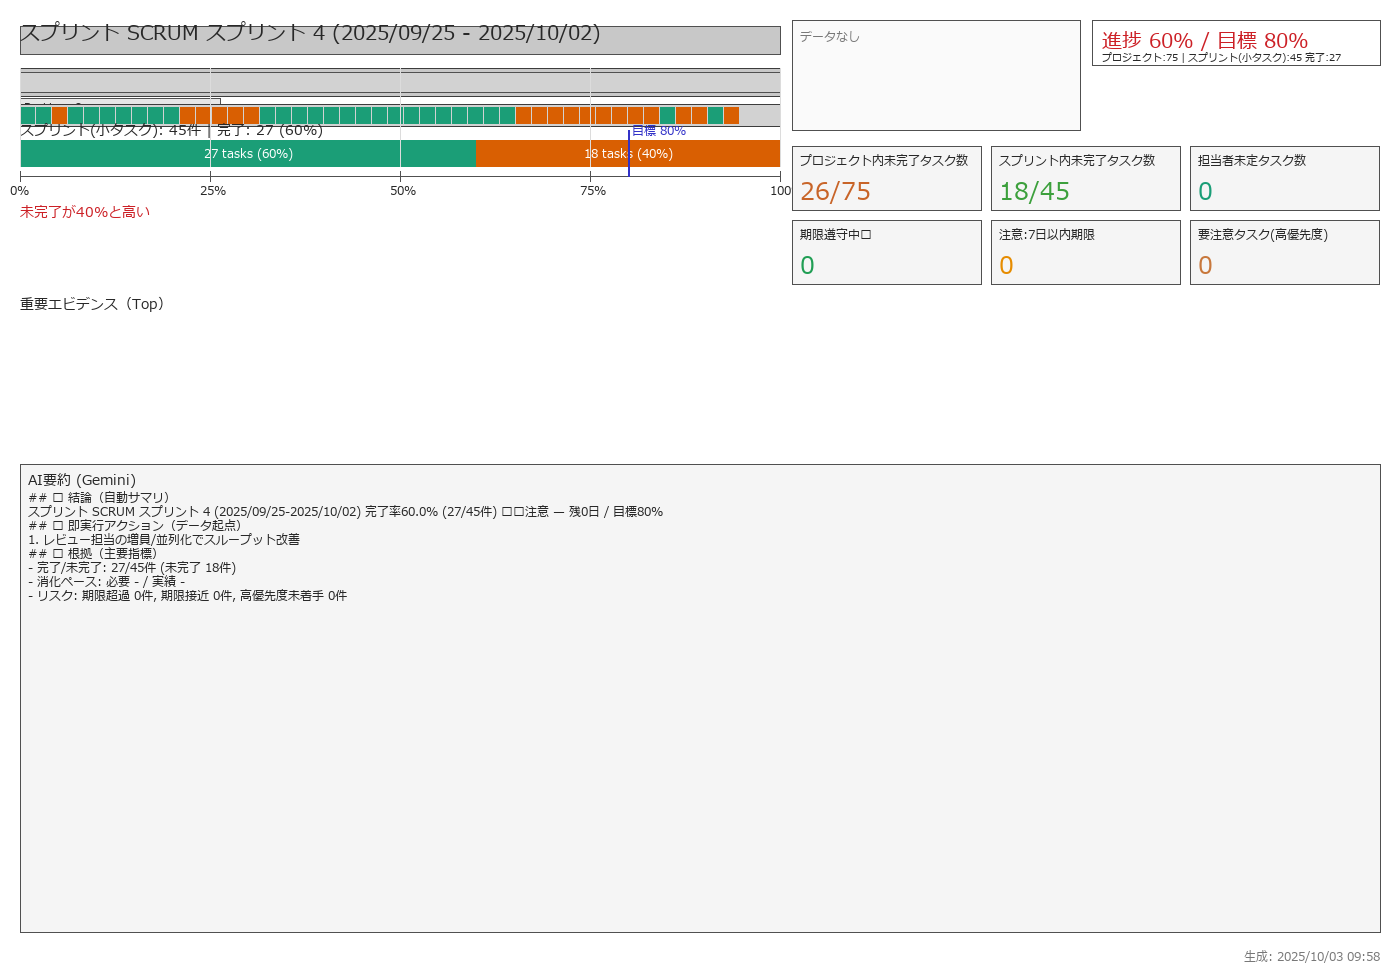 スプリント SCRUM スプリント 4 (2025/09/25 - 2025/10/02)
スプリント(小タスク): 45件 | 完了: 27 (60%)
目標 80%
27 tasks (60%)
18 tasks (40%)
0%
25%
50%
75%
100
未完了が40%と高い
データなし
進捗 60% / 目標 80%
プロジェクト:75 | スプリント(小タスク):45 完了:27
プロジェクト内未完了タスク数
26/75
スプリント内未完了タスク数
18/45
担当者未定タスク数
0
期限遵守中□
0
注意:7日以内期限
0
要注意タスク(高優先度)
0
重要エビデンス（Top）
AI要約 (Gemini)
## □ 結論（自動サマリ）
スプリント SCRUM スプリント 4 (2025/09/25-2025/10/02) 完了率60.0% (27/45件) □□注意 — 残0日 / 目標80%
## □ 即実行アクション（データ起点）
1. レビュー担当の増員/並列化でスループット改善
## □ 根拠（主要指標）
- 完了/未完了: 27/45件 (未完了 18件)
- 消化ペース: 必要 - / 実績 -
- リスク: 期限超過 0件, 期限接近 0件, 高優先度未着手 0件
生成: 2025/10/03 09:58